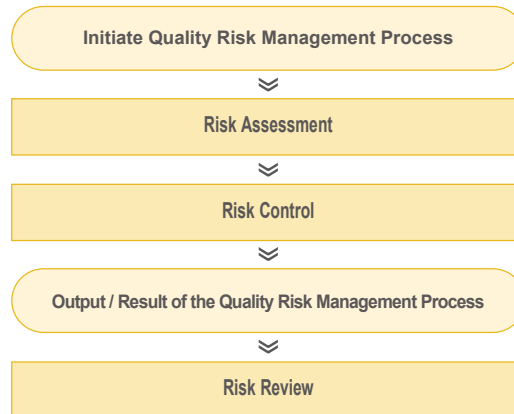 Initiate Quality Risk Management Process
Risk Assessment
Risk Control
Output / Result of the Quality Risk Management Process
Risk Review